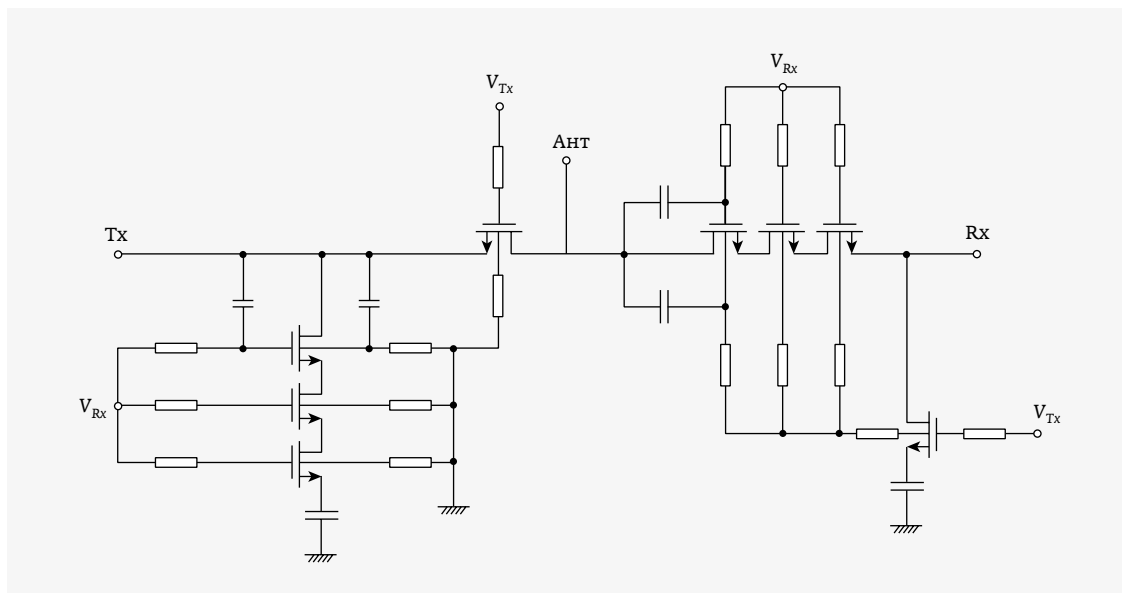 V_Rx
V_Tx
Ант
Tx
Rx
V_Rx
V_Tx